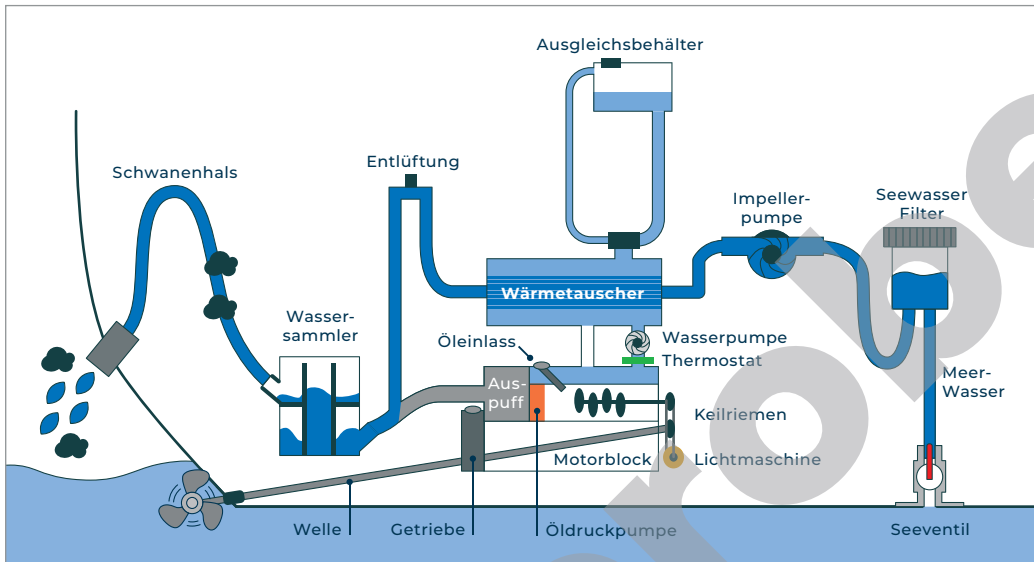 Ausgleichsbehälter
Schwanenhals
Entlüftung
Impeller-
pumpe
Seewasser
Filter
Wärmetauscher
Wasser-
sammler
Öleinlass
Wasserpumpe
Thermostat
Aus-
puff
Meer-
Wasser
Keilriemen
Motorblock
Lichtmaschine
Welle
Getriebe
Öldruckpumpe
Seeventil